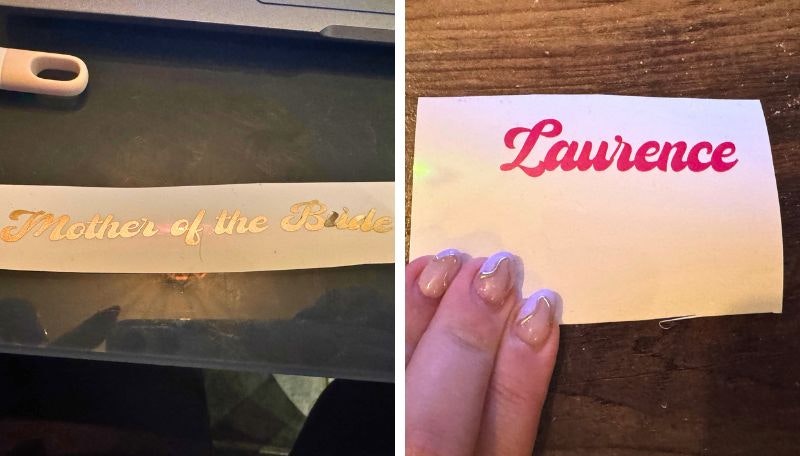 Mother of the Bride
Laurence